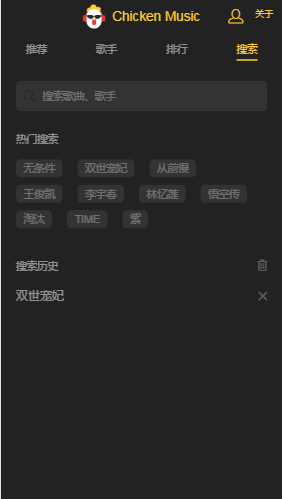 Chicken Music 关于
推荐 歌手 排行 搜索
搜索歌曲、歌手
热门搜索
无条件 双世宠妃 从前慢
王俊凯 李宇春 林忆莲 悟空传
海汰 TIME 紫
搜索历史
双世宠妃